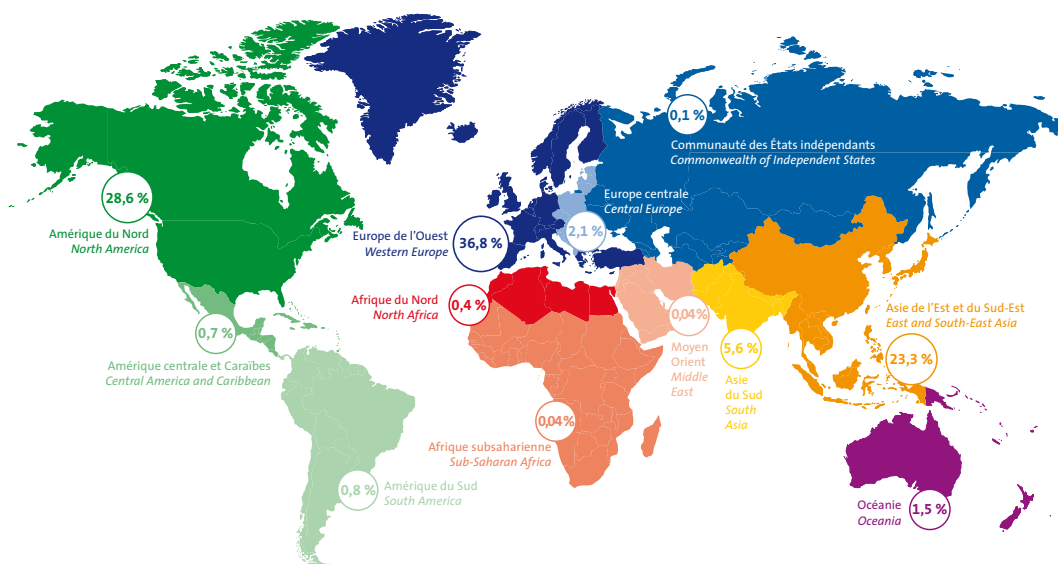 28,6 %
Amérique du Nord
North America
0,7 %
Amérique centrale et Caraïbes
Central America and Caribbean
0,8 %
Amérique du Sud
South America
36,8 %
Europe de l’Ouest
Western Europe
2,1 %
Europe centrale
Central Europe
0,1 %
Communauté des États indépendants
Commonwealth of Independent States
0,4 %
Afrique du Nord
North Africa
0,04%
Afrique subsaharienne
Sub-Saharan Africa
0,04%
Moyen
Orient
Middle
East
5,6 %
Asie
du Sud
South
Asia
Asie de l’Est et du Sud-Est
East and South-East Asia
23,3 %
Océanie
Oceania
1,5 %